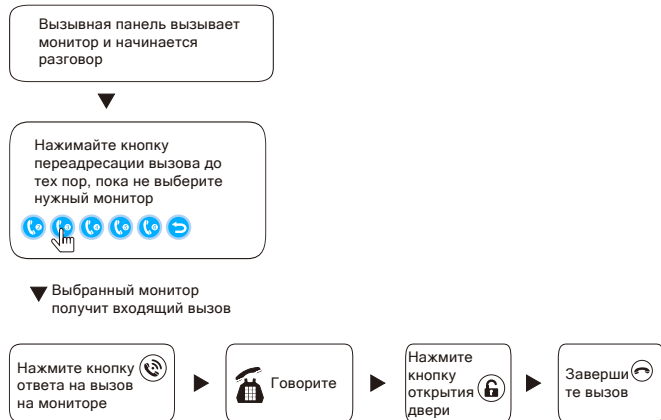 Вызывная панель вызывает
монитор и начинается
разговор
Нажимайте кнопку
переадресации вызова до
тех пор, пока не выберите
нужный монитор
Выбранный монитор
получит входящий вызов
Нажмите кнопку
ответа на вызов
на мониторе
Говорите
Нажмите
кнопку
открытия
двери
Заверши
те вызов